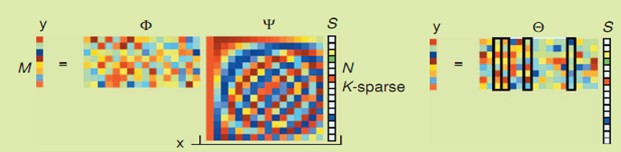 y Φ Ψ S
M = N
K-sparse
x
y Θ S
=